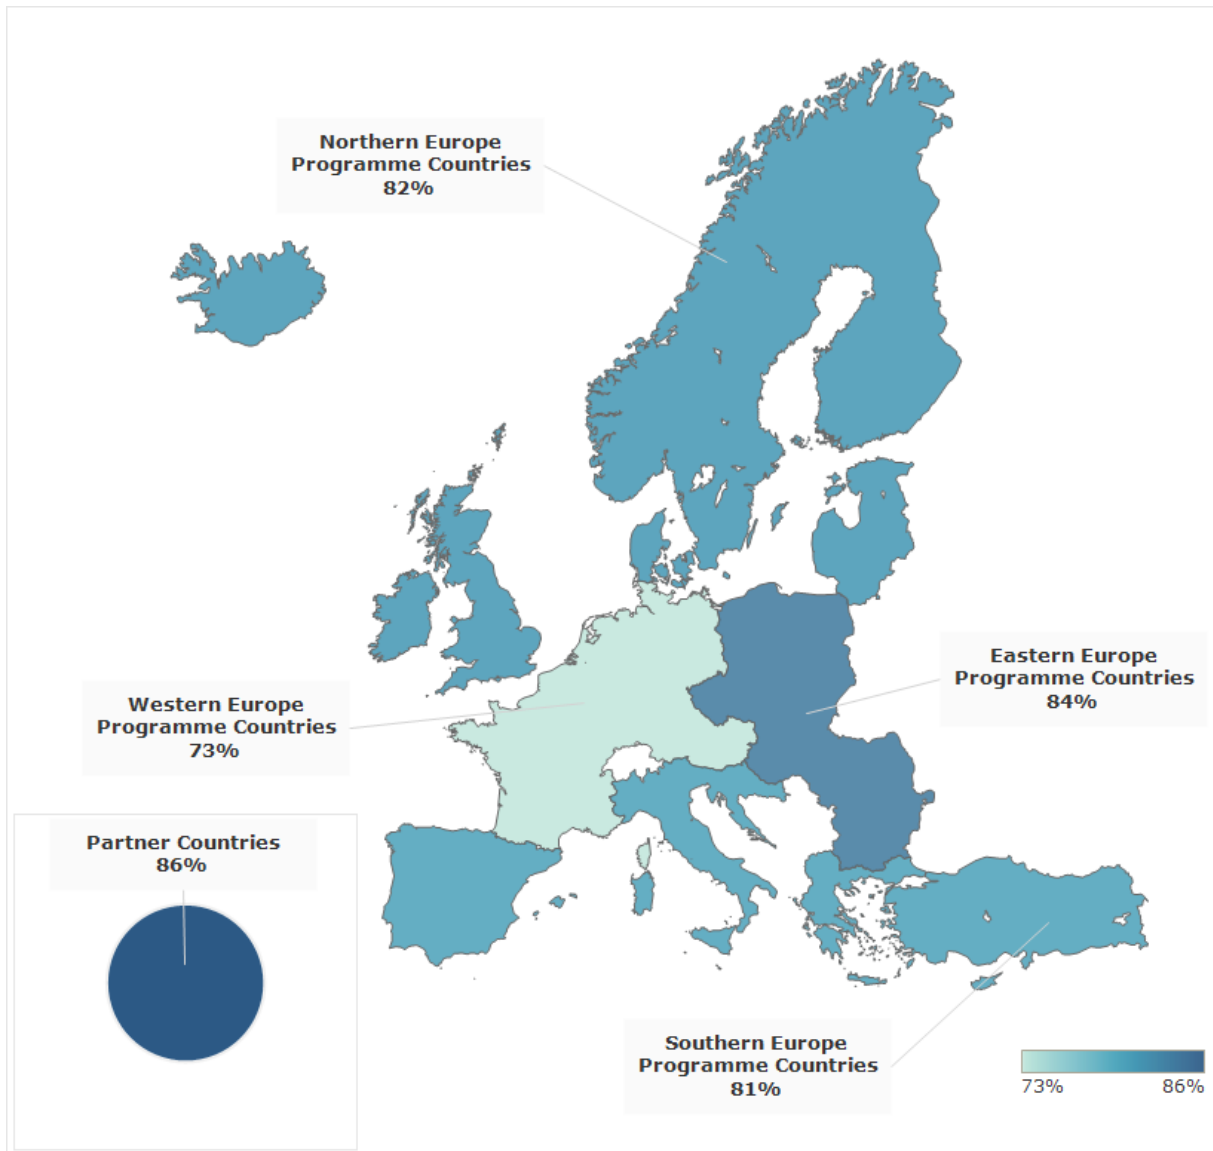 Northern Europe
Programme Countries
82%
Eastern Europe
Programme Countries
84%
Western Europe
Programme Countries
73%
Partner Countries
86%
Southern Europe
Programme Countries
81%
73% 86%